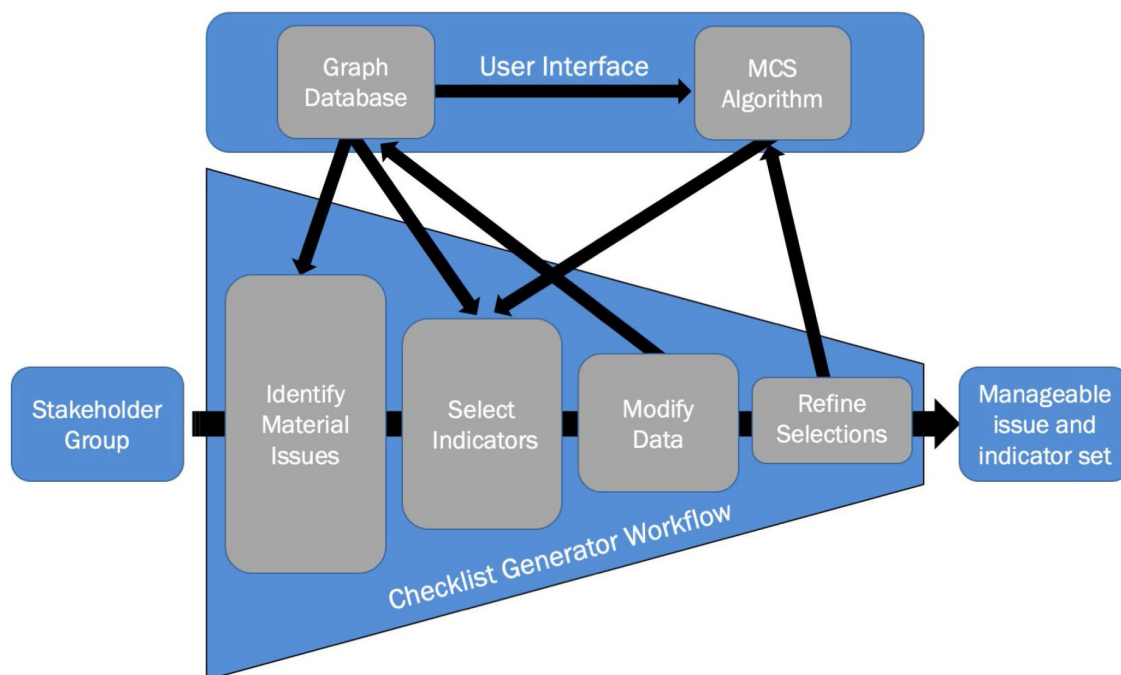 Graph
Database
User Interface
MCS
Algorithm
Stakeholder
Group
Identify
Material
Issues
Select
Indicators
Modify
Data
Refine
Selections
Manageable
issue and
indicator set
Checklist Generator Workflow